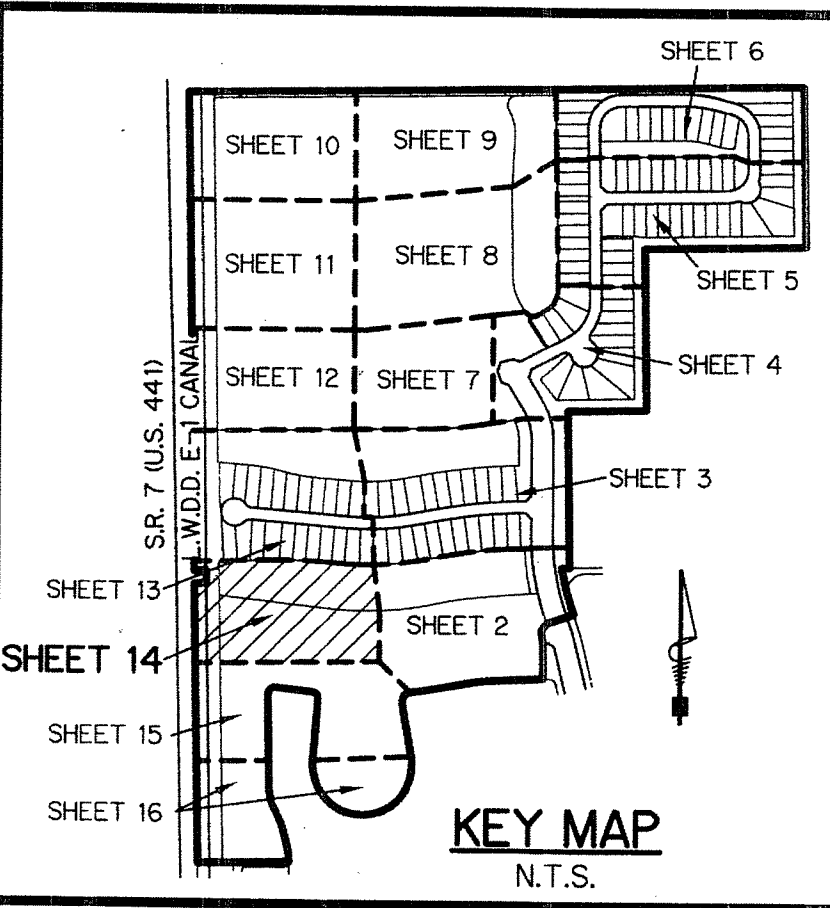 SHEET 6
SHEET 10
SHEET 9
SHEET 11
SHEET 8
SHEET 5
S.R. 7 (U.S. 441)
L.W.D.D. E-1 CANAL
SHEET 12
SHEET 7
SHEET 4
SHEET 3
SHEET 13
SHEET 2
SHEET 14
SHEET 15
SHEET 16
KEY MAP
N.T.S.